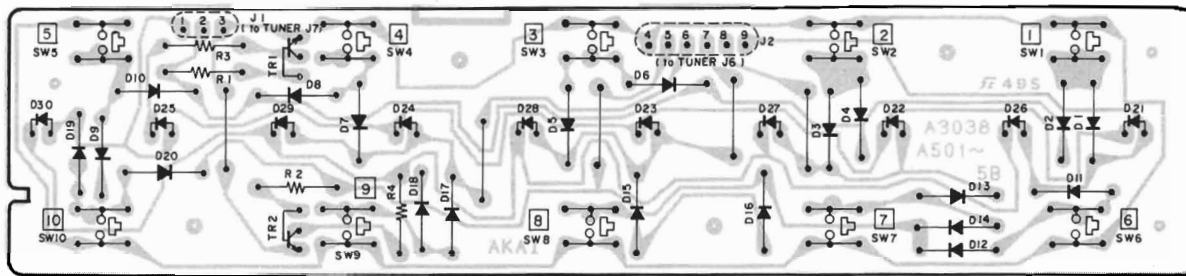 5
SW5
1 2 3
J1
( to TUNER J7)
R3
R1
TR1
4
SW4
3
SW3
4 5 6 7 8 9
J2
( to TUNER J6 )
2
SW2
1
SW1
D10
D8
D6
49S
D30
D19
D9
D25
D29
D7
D24
D28
D5
D23
D27
D3
D4
D22
D26
D2
D1
D21
A3038
A501~
5B
D20
R2
9
R4
D18
D17
D15
D16
D13
D11
D14
D12
10
SW10
TR2
SW9
AKAI
8
SW8
7
SW7
6
SW6